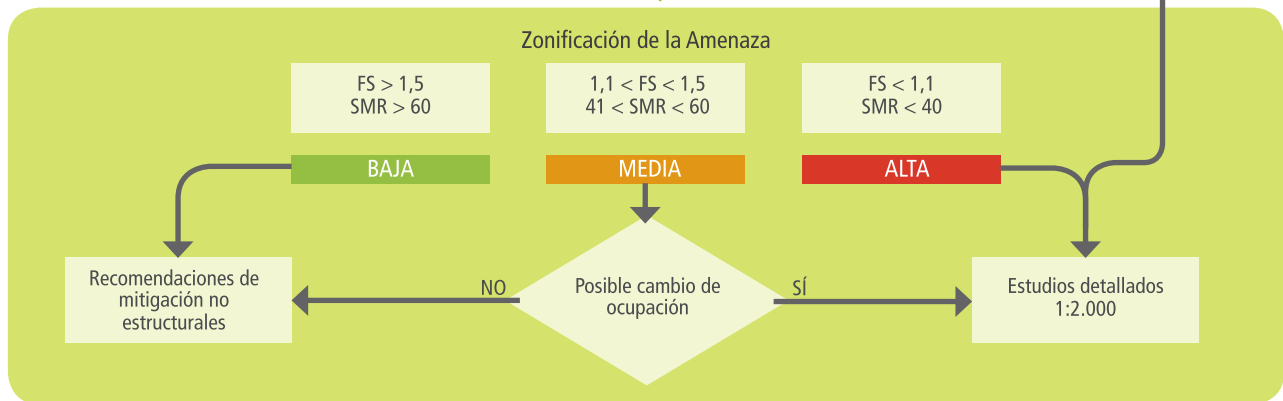 Zonificación de la Amenaza
FS > 1,5
SMR > 60
1,1 < FS < 1,5
41 < SMR < 60
FS < 1,1
SMR < 40
BAJA
MEDIA
ALTA
Recomendaciones de
mitigación no
estructurales
NO
Posible cambio de
ocupación
SÍ
Estudios detallados
1:2.000